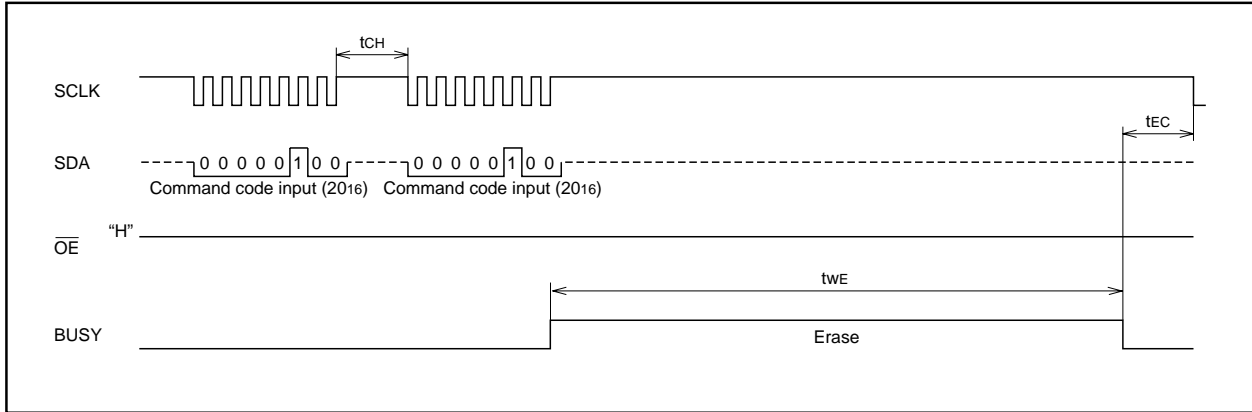 tCH
SCLK
tEC
SDA
0 0 0 0 0 1 0 0
0 0 0 0 0 1 0 0
Command code input (2016)
Command code input (2016)
OE
“H”
twE
BUSY
Erase